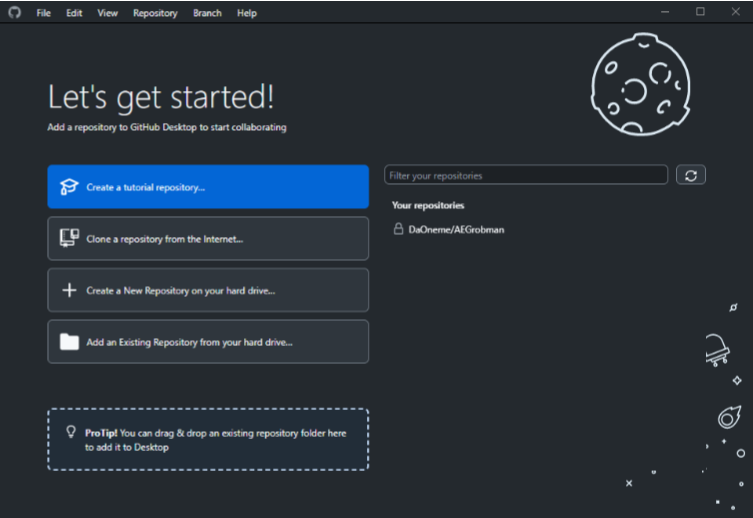 File Edit View Repository Branch Help
Let's get started!
Add a repository to GitHub Desktop to start collaborating
Create a tutorial repository...
Clone a repository from the Internet...
Create a New Repository on your hard drive...
Add an Existing Repository from your hard drive...
ProTip! You can drag & drop an existing repository folder here
to add it to Desktop
Filter your repositories
Your repositories
DaOneme/AEGrobman